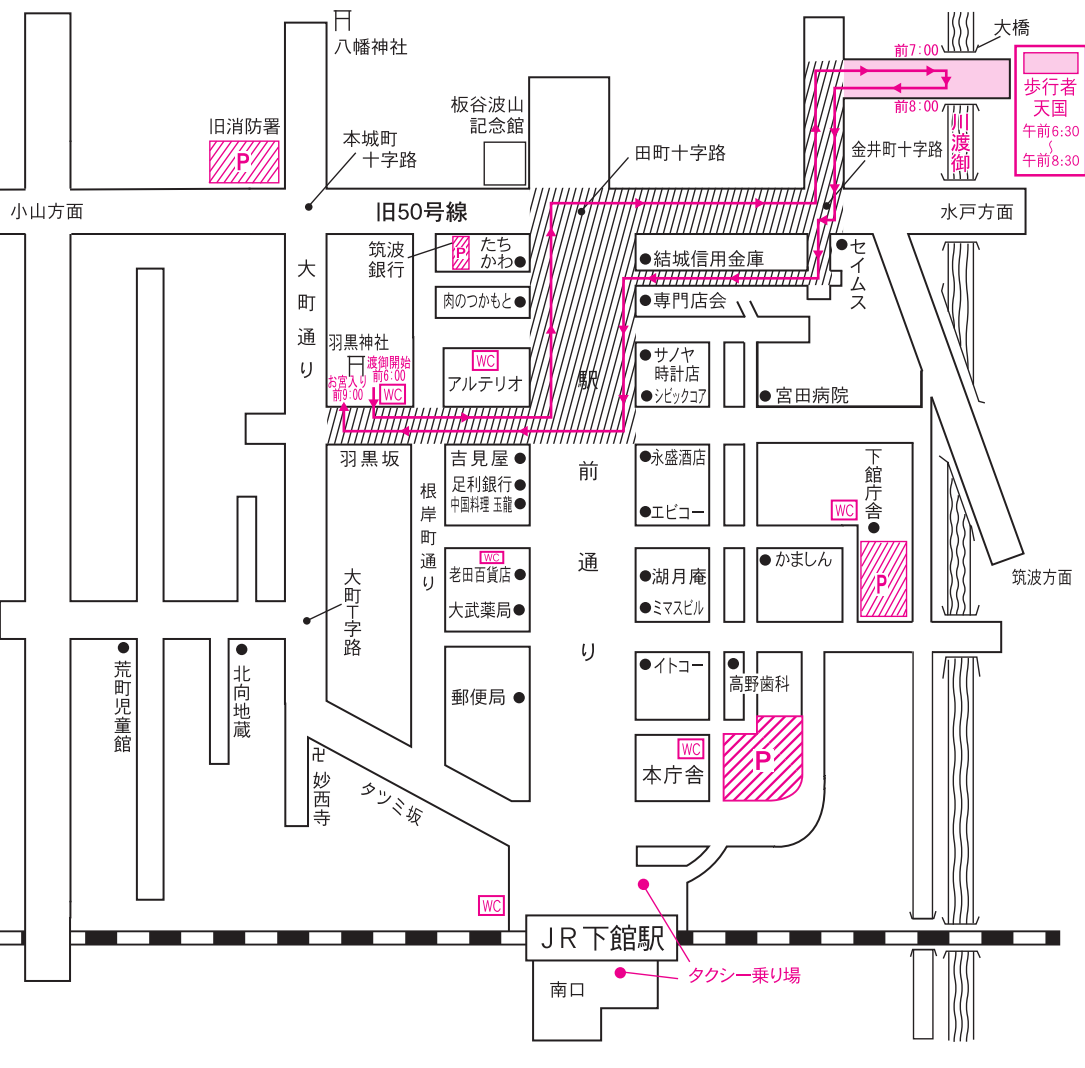 八幡神社
大橋
前7:00
前8:00
歩行者
天国
午前6:30
〜
午前8:30
川渡御
旧消防署
P
本城町
十字路
板谷波山
記念館
田町十字路
金井町十字路
小山方面
旧50号線
水戸方面
筑波
銀行
P
たち
かわ
結城信用金庫
セイムス
大町通り
肉のつかもと
専門店会
羽黒神社
渡御開始
前6:00
お宮入り
前9:00
WC
WC
アルテリオ
サノヤ
時計店
シビックコア
宮田病院
駅前通り
羽黒坂
吉見屋
足利銀行
中国料理 玉龍
根岸町通り
永盛酒店
エビコー
下館庁舎
WC
P
WC
老田百貨店
大武薬局
湖月庵
ミマスビル
かましん
筑波方面
大町T字路
荒町児童館
北向地蔵
郵便局
イトコー
高野歯科
WC
本庁舎
P
卍妙西寺
タツミ坂
WC
JR下館駅
タクシー乗り場
南口